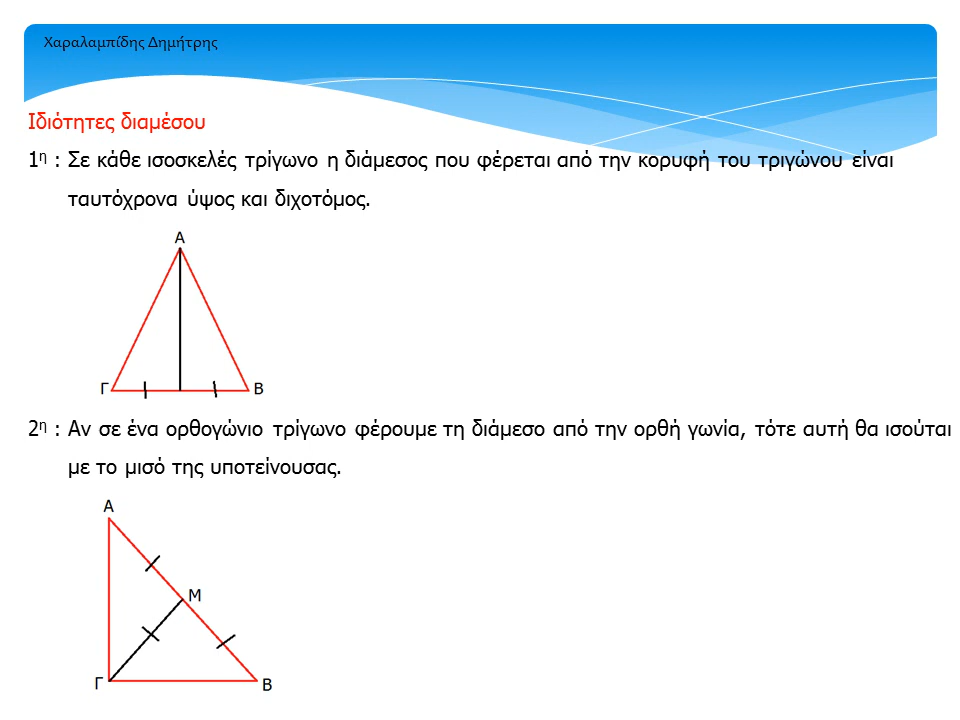 Χαραλαμπίδης Δημήτρης
Ιδιότητες διαμέσου
1η : Σε κάθε ισοσκελές τρίγωνο η διάμεσος που φέρεται από την κορυφή του τριγώνου είναι
ταυτόχρονα ύψος και διχοτόμος.
Α
Γ Β
2η : Αν σε ένα ορθογώνιο τρίγωνο φέρουμε τη διάμεσο από την ορθή γωνία, τότε αυτή θα ισούται
με το μισό της υποτείνουσας.
Α
Μ
Γ Β